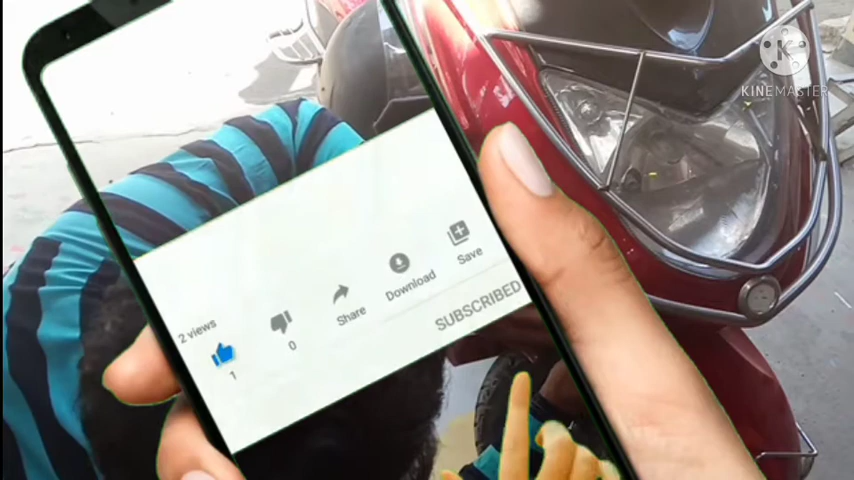 KINEMASTER
2 views
1
0
Share
Download
Save
SUBSCRIBED